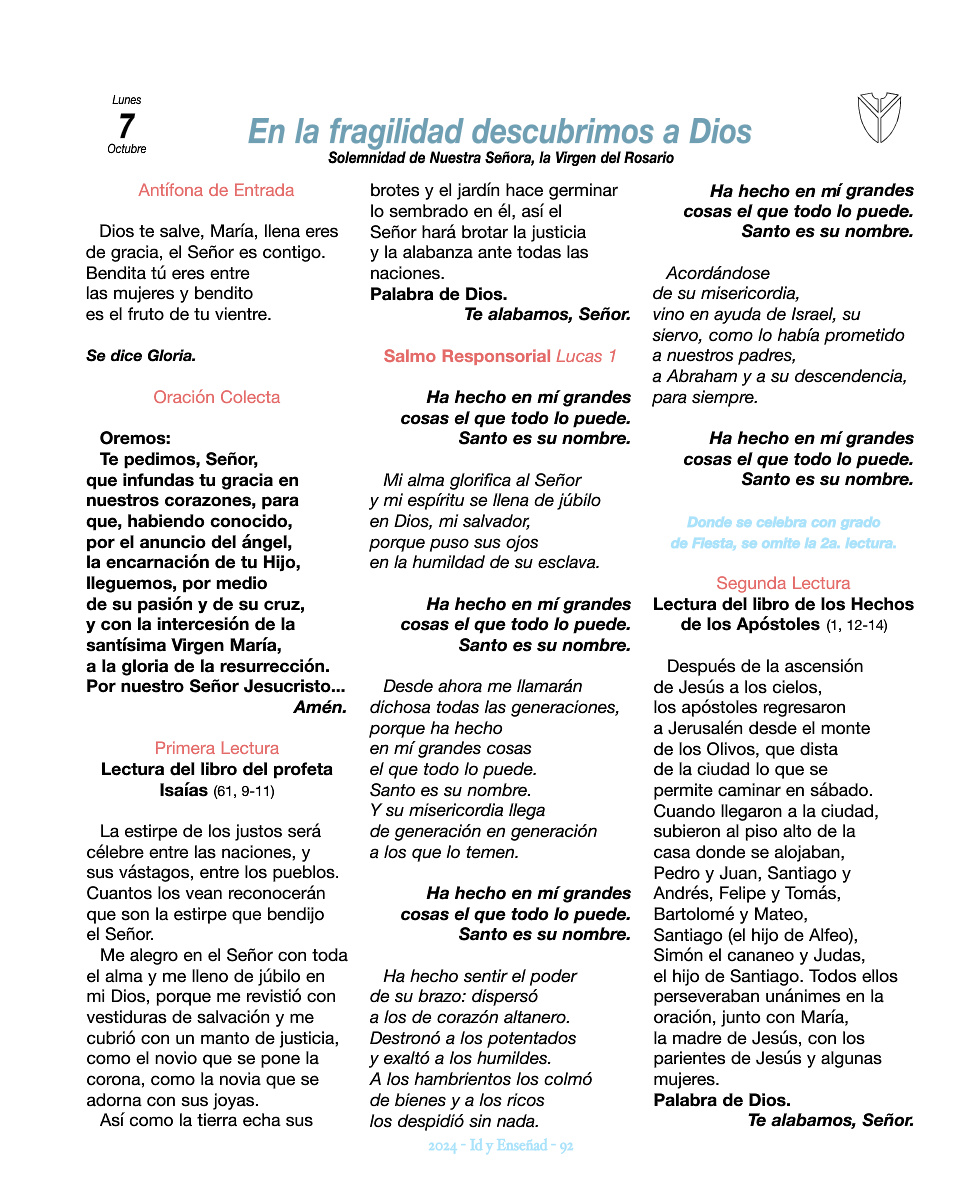 Lunes
7
Octubre
En la fragilidad descubrimos a Dios
Solemnidad de Nuestra Señora, la Virgen del Rosario
Antífona de Entrada
Dios te salve, María, llena eres
de gracia, el Señor es contigo.
Bendita tú eres entre
las mujeres y bendito
es el fruto de tu vientre.
Se dice Gloria.
Oración Colecta
Oremos:
Te pedimos, Señor,
que infundas tu gracia en
nuestros corazones, para
que, habiendo conocido,
por el anuncio del ángel,
la encarnación de tu Hijo,
lleguemos, por medio
de su pasión y de su cruz,
y con la intercesión de la
santísima Virgen María,
a la gloria de la resurrección.
Por nuestro Señor Jesucristo...
Amén.
Primera Lectura
Lectura del libro del profeta
Isaías (61, 9-11)
La estirpe de los justos será
célebre entre las naciones, y
sus vástagos, entre los pueblos.
Cuantos los vean reconocerán
que son la estirpe que bendijo
el Señor.
Me alegro en el Señor con toda
el alma y me lleno de júbilo en
mi Dios, porque me revistió con
vestiduras de salvación y me
cubrió con un manto de justicia,
como el novio que se pone la
corona, como la novia que se
adorna con sus joyas.
Así como la tierra echa sus
brotes y el jardín hace germinar
lo sembrado en él, así el
Señor hará brotar la justicia
y la alabanza ante todas las
naciones.
Palabra de Dios.
Te alabamos, Señor.
Salmo Responsorial Lucas 1
Ha hecho en mí grandes
cosas el que todo lo puede.
Santo es su nombre.
Mi alma glorifica al Señor
y mi espíritu se llena de júbilo
en Dios, mi salvador,
porque puso sus ojos
en la humildad de su esclava.
Ha hecho en mí grandes
cosas el que todo lo puede.
Santo es su nombre.
Desde ahora me llamarán
dichosa todas las generaciones,
porque ha hecho
en mí grandes cosas
el que todo lo puede.
Santo es su nombre.
Y su misericordia llega
de generación en generación
a los que lo temen.
Ha hecho en mí grandes
cosas el que todo lo puede.
Santo es su nombre.
Ha hecho sentir el poder
de su brazo: dispersó
a los de corazón altanero.
Destronó a los potentados
y exaltó a los humildes.
A los hambrientos los colmó
de bienes y a los ricos
los despidió sin nada.
Ha hecho en mí grandes
cosas el que todo lo puede.
Santo es su nombre.
Acordándose
de su misericordia,
vino en ayuda de Israel, su
siervo, como lo había prometido
a nuestros padres,
a Abraham y a su descendencia,
para siempre.
Ha hecho en mí grandes
cosas el que todo lo puede.
Santo es su nombre.
Donde se celebra con grado
de Fiesta, se omite la 2a. lectura.
Segunda Lectura
Lectura del libro de los Hechos
de los Apóstoles (1, 12-14)
Después de la ascensión
de Jesús a los cielos,
los apóstoles regresaron
a Jerusalén desde el monte
de los Olivos, que dista
de la ciudad lo que se
permite caminar en sábado.
Cuando llegaron a la ciudad,
subieron al piso alto de la
casa donde se alojaban,
Pedro y Juan, Santiago y
Andrés, Felipe y Tomás,
Bartolomé y Mateo,
Santiago (el hijo de Alfeo),
Simón el cananeo y Judas,
el hijo de Santiago. Todos ellos
perseveraban unánimes en la
oración, junto con María,
la madre de Jesús, con los
parientes de Jesús y algunas
mujeres.
Palabra de Dios.
Te alabamos, Señor.
2024 - Id y Enseñad - 92